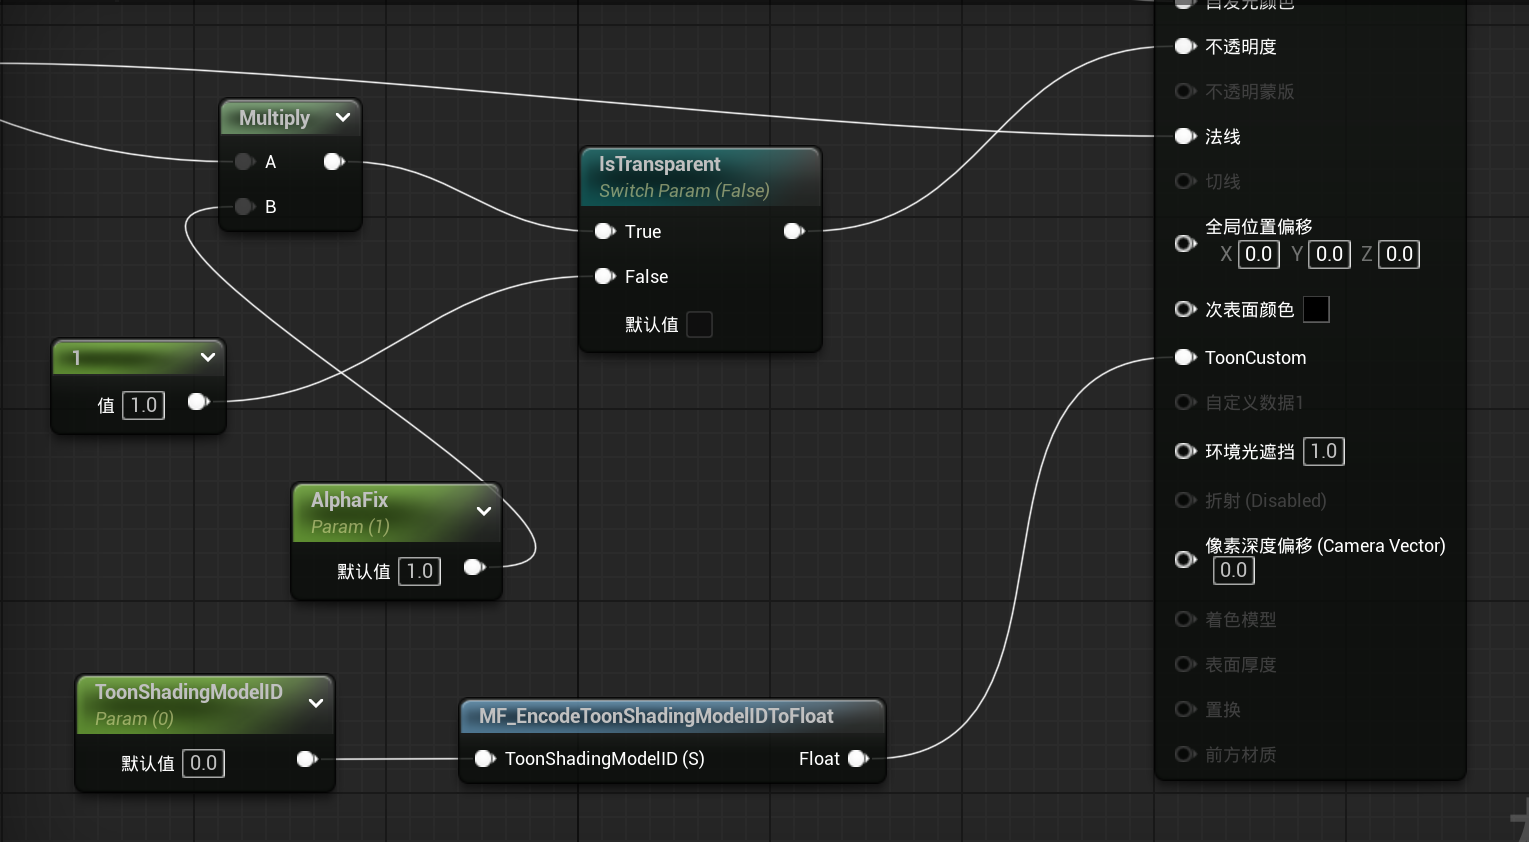 自发光颜色
不透明度
不透明蒙版
法线
切线
全局位置偏移
X 0.0 Y 0.0 Z 0.0
次表面颜色
ToonCustom
自定义数据1
环境光遮挡 1.0
折射 (Disabled)
像素深度偏移 (Camera Vector)
0.0
着色模型
表面厚度
置换
前方材质
Multiply
A
B
IsTransparent
Switch Param (False)
True
False
默认值
1
值 1.0
AlphaFix
Param (1)
默认值 1.0
ToonShadingModelID
Param (0)
默认值 0.0
MF_EncodeToonShadingModelIDToFloat
ToonShadingModelID (S) Float